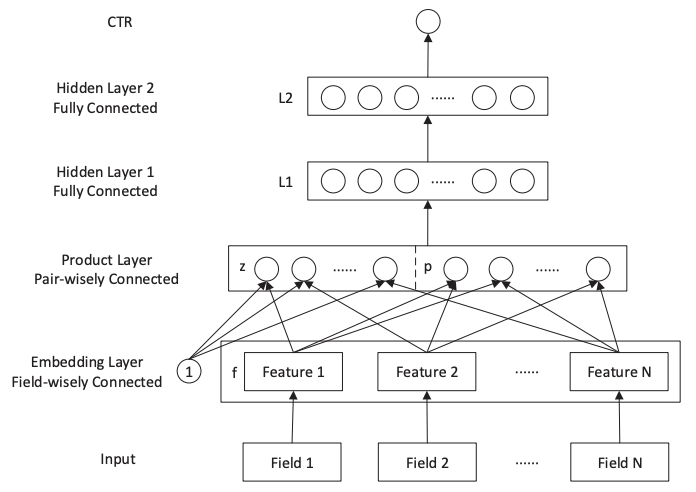 CTR
Hidden Layer 2
Fully Connected
L2
......
Hidden Layer 1
Fully Connected
L1
......
Product Layer
Pair-wisely Connected
z
......
p
......
Embedding Layer
Field-wisely Connected
1
f
Feature 1
Feature 2
......
Feature N
Input
Field 1
Field 2
......
Field N